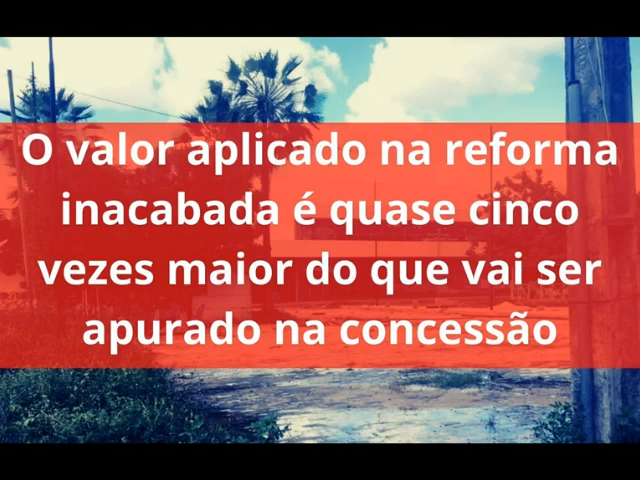 O valor aplicado na reforma
inacabada é quase cinco
vezes maior do que vai ser
apurado na concessão